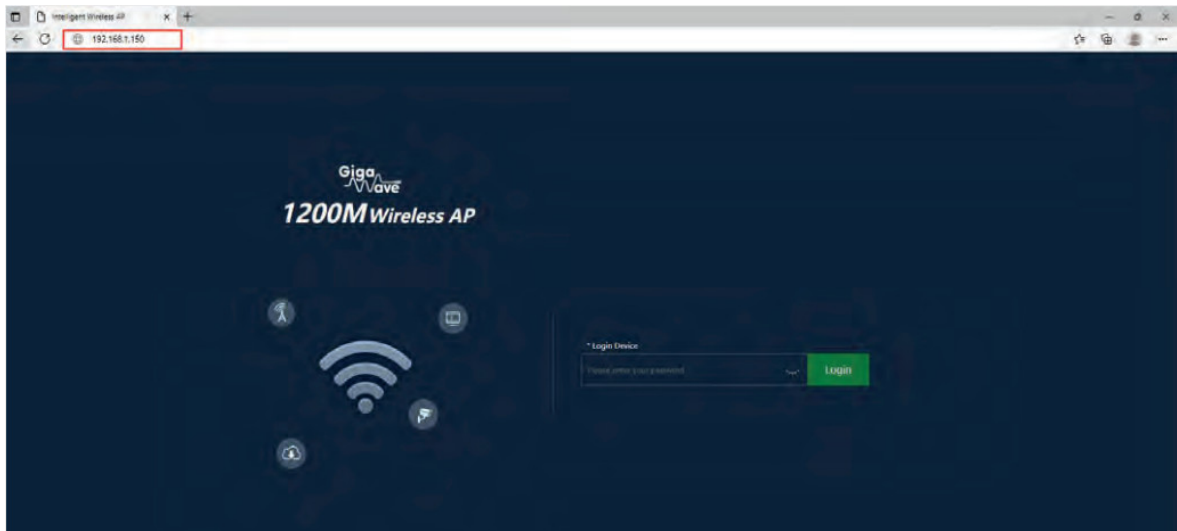 Intelligent Wireless AP
192.168.1.150
Giga
Wave
1200M Wireless AP
* Login Device
Please enter your password
Login